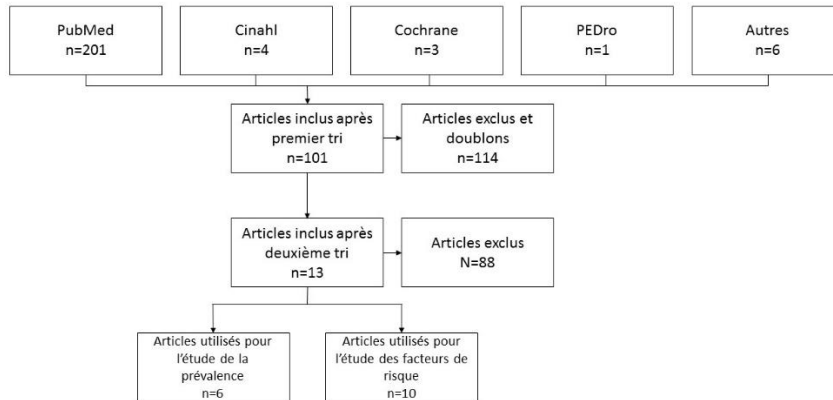 PubMed
n=201
Cinahl
n=4
Cochrane
n=3
PEDro
n=1
Autres
n=6
Articles inclus après
premier tri
n=101
Articles exclus et
doublons
n=114
Articles inclus après
deuxième tri
n=13
Articles exclus
N=88
Articles utilisés pour
l'étude de la
prévalence
n=6
Articles utilisés pour
l'étude des facteurs de
risque
n=10